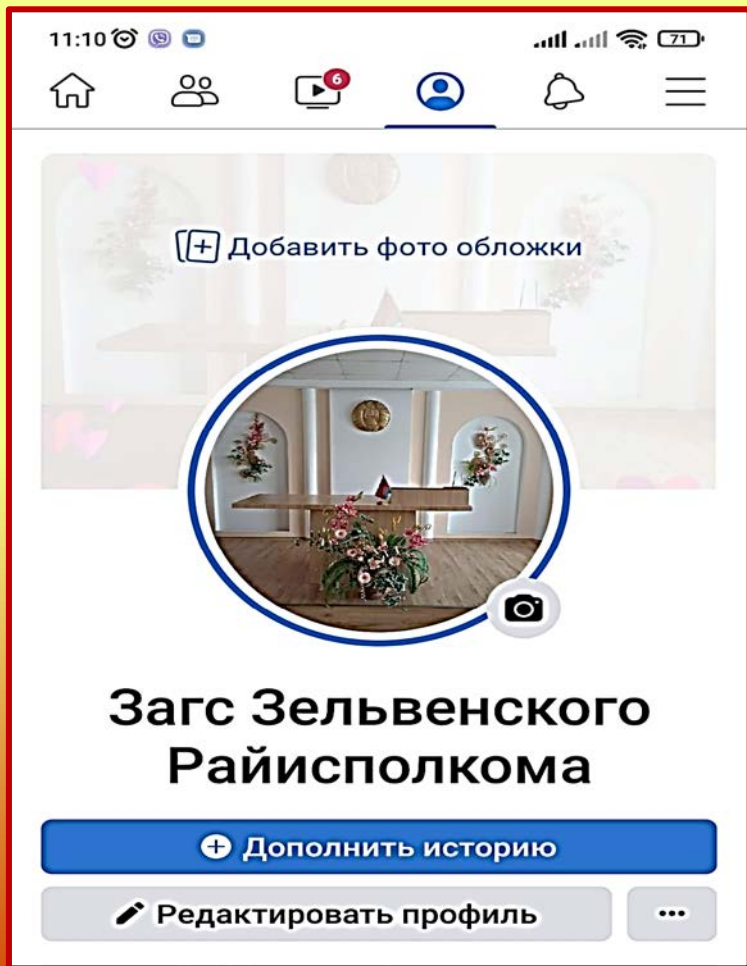 11:10
71
6
Добавить фото обложки
Загс Зельвенского
Райисполкома
Дополнить историю
Редактировать профиль